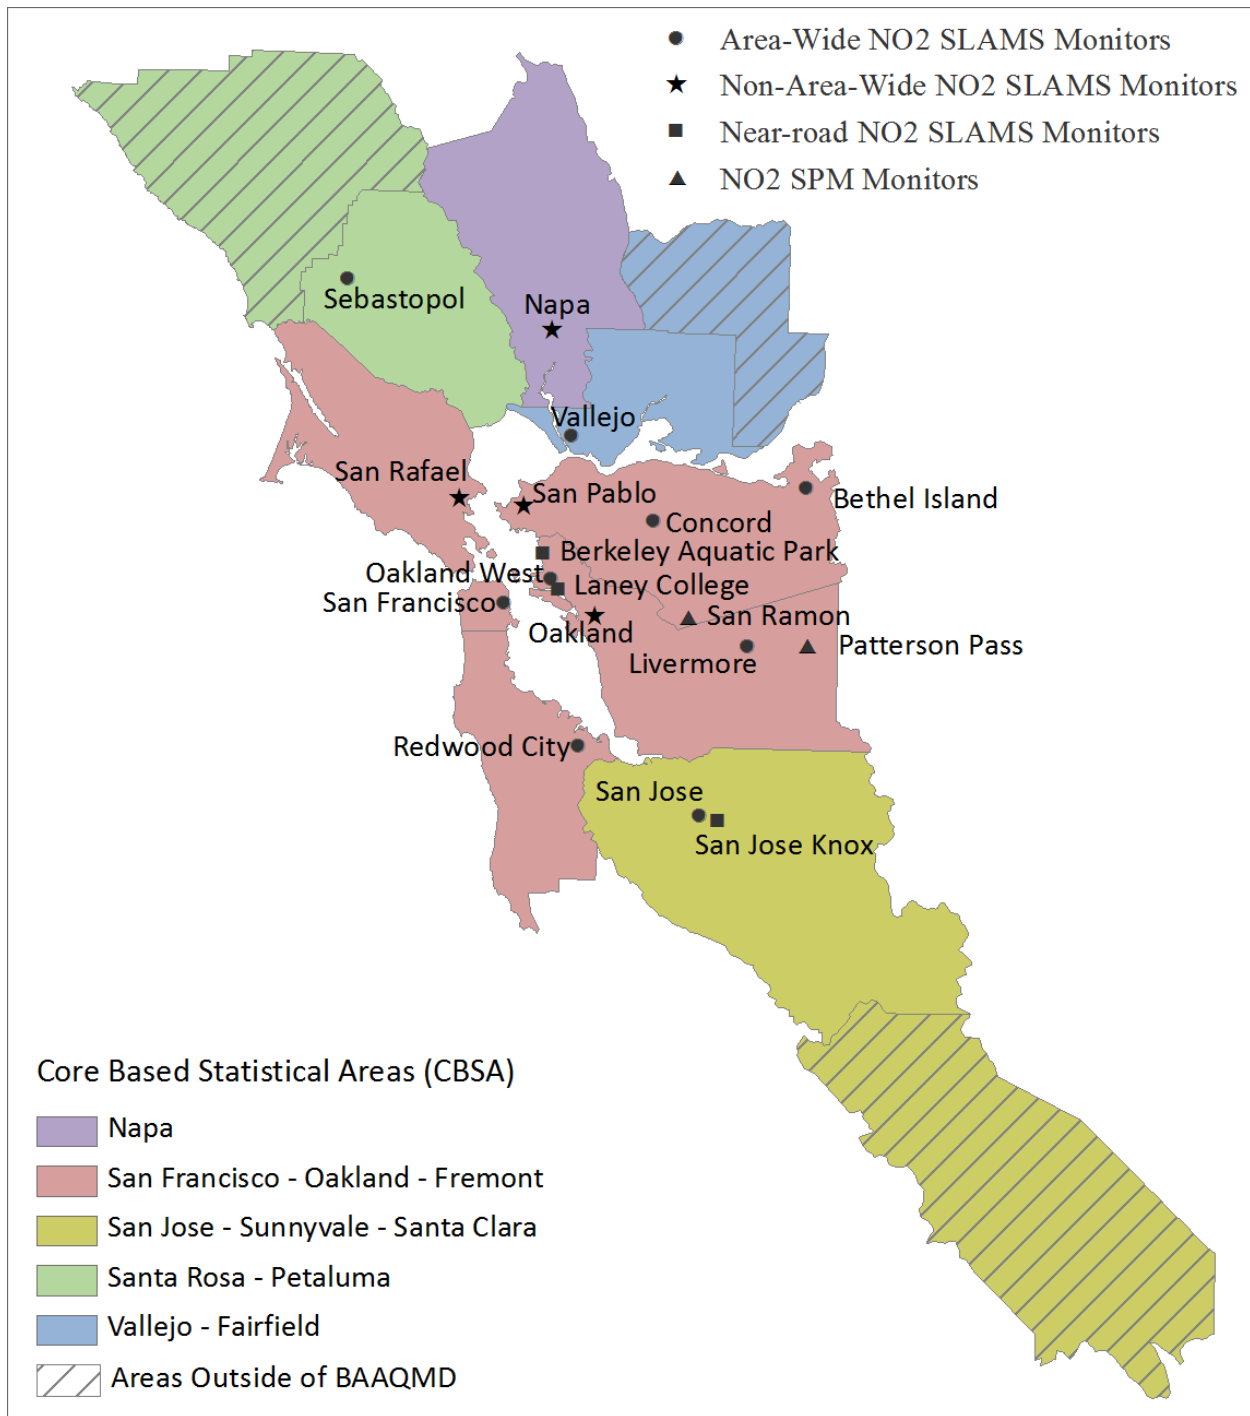 Area-Wide NO2 SLAMS Monitors
Non-Area-Wide NO2 SLAMS Monitors
Near-road NO2 SLAMS Monitors
NO2 SPM Monitors
Sebastopol
Napa
Vallejo
San Rafael
San Pablo
Bethel Island
Concord
Berkeley Aquatic Park
Oakland West
Laney College
San Francisco
San Ramon
Oakland
Patterson Pass
Livermore
Redwood City
San Jose
San Jose Knox
Core Based Statistical Areas (CBSA)
Napa
San Francisco - Oakland - Fremont
San Jose - Sunnyvale - Santa Clara
Santa Rosa - Petaluma
Vallejo - Fairfield
Areas Outside of BAAQMD